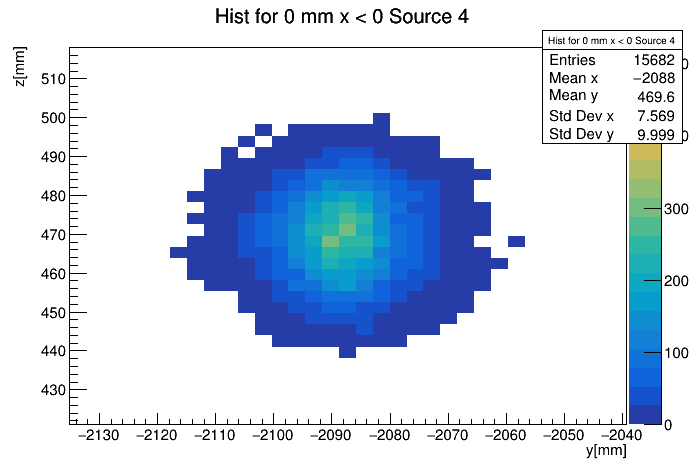 Hist for 0 mm x < 0 Source 4
z[mm]
Hist for 0 mm x < 0 Source 4
Entries 15682
Mean x −2088
Mean y 469.6
Std Dev x 7.569
Std Dev y 9.999
510
500
490
480
470
460
450
440
430
0
0
300
200
100
0
−2130 −2120 −2110 −2100 −2090 −2080 −2070 −2060 −2050 −2040
y[mm]